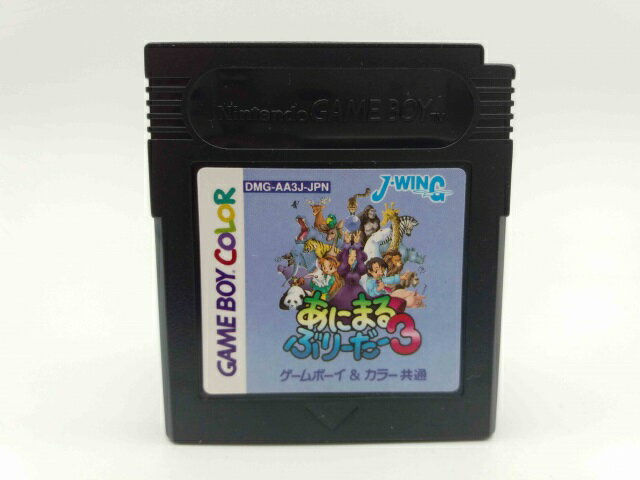 Nintendo GAME BOY TM
DMG-AA3J-JPN
J-WING
GAME BOY COLOR
あにまる
ぶりーだー3
ゲームボーイ & カラー共通